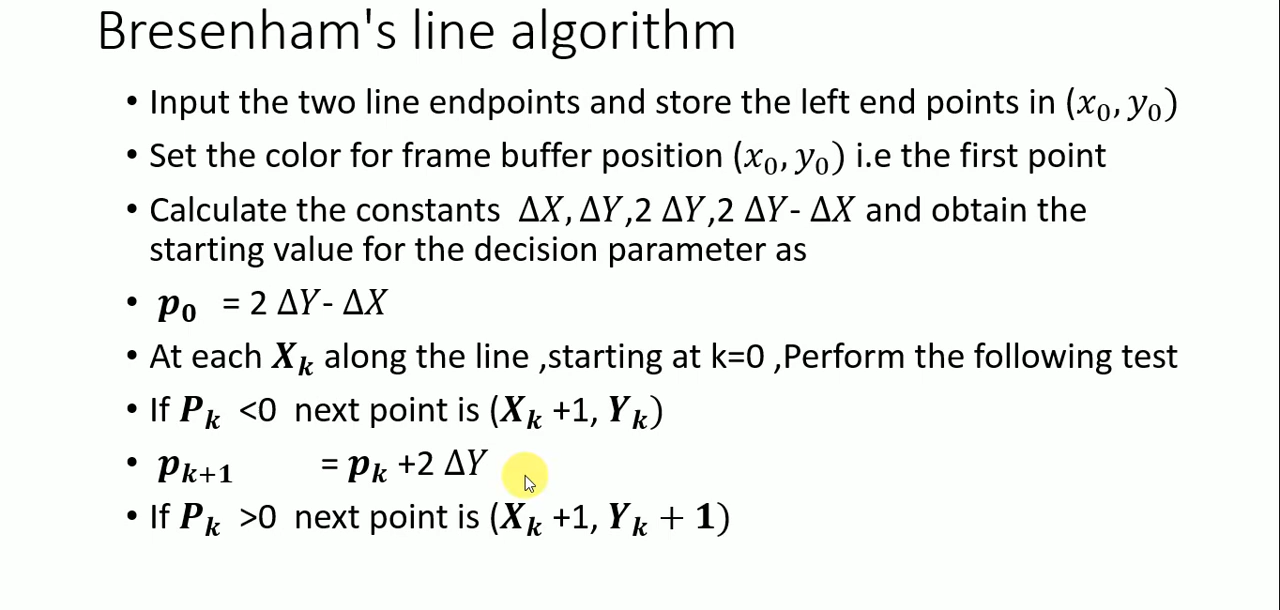 Bresenham's line algorithm
• Input the two line endpoints and store the left end points in (x₀, y₀)
• Set the color for frame buffer position (x₀, y₀) i.e the first point
• Calculate the constants ΔX, ΔY,2 ΔY,2 ΔY- ΔX and obtain the
starting value for the decision parameter as
• p₀ = 2 ΔY- ΔX
• At each Xₖ along the line ,starting at k=0 ,Perform the following test
• If Pₖ <0 next point is (Xₖ +1, Yₖ)
• pₖ₊₁ = pₖ +2 ΔY
• If Pₖ >0 next point is (Xₖ +1, Yₖ + 1)